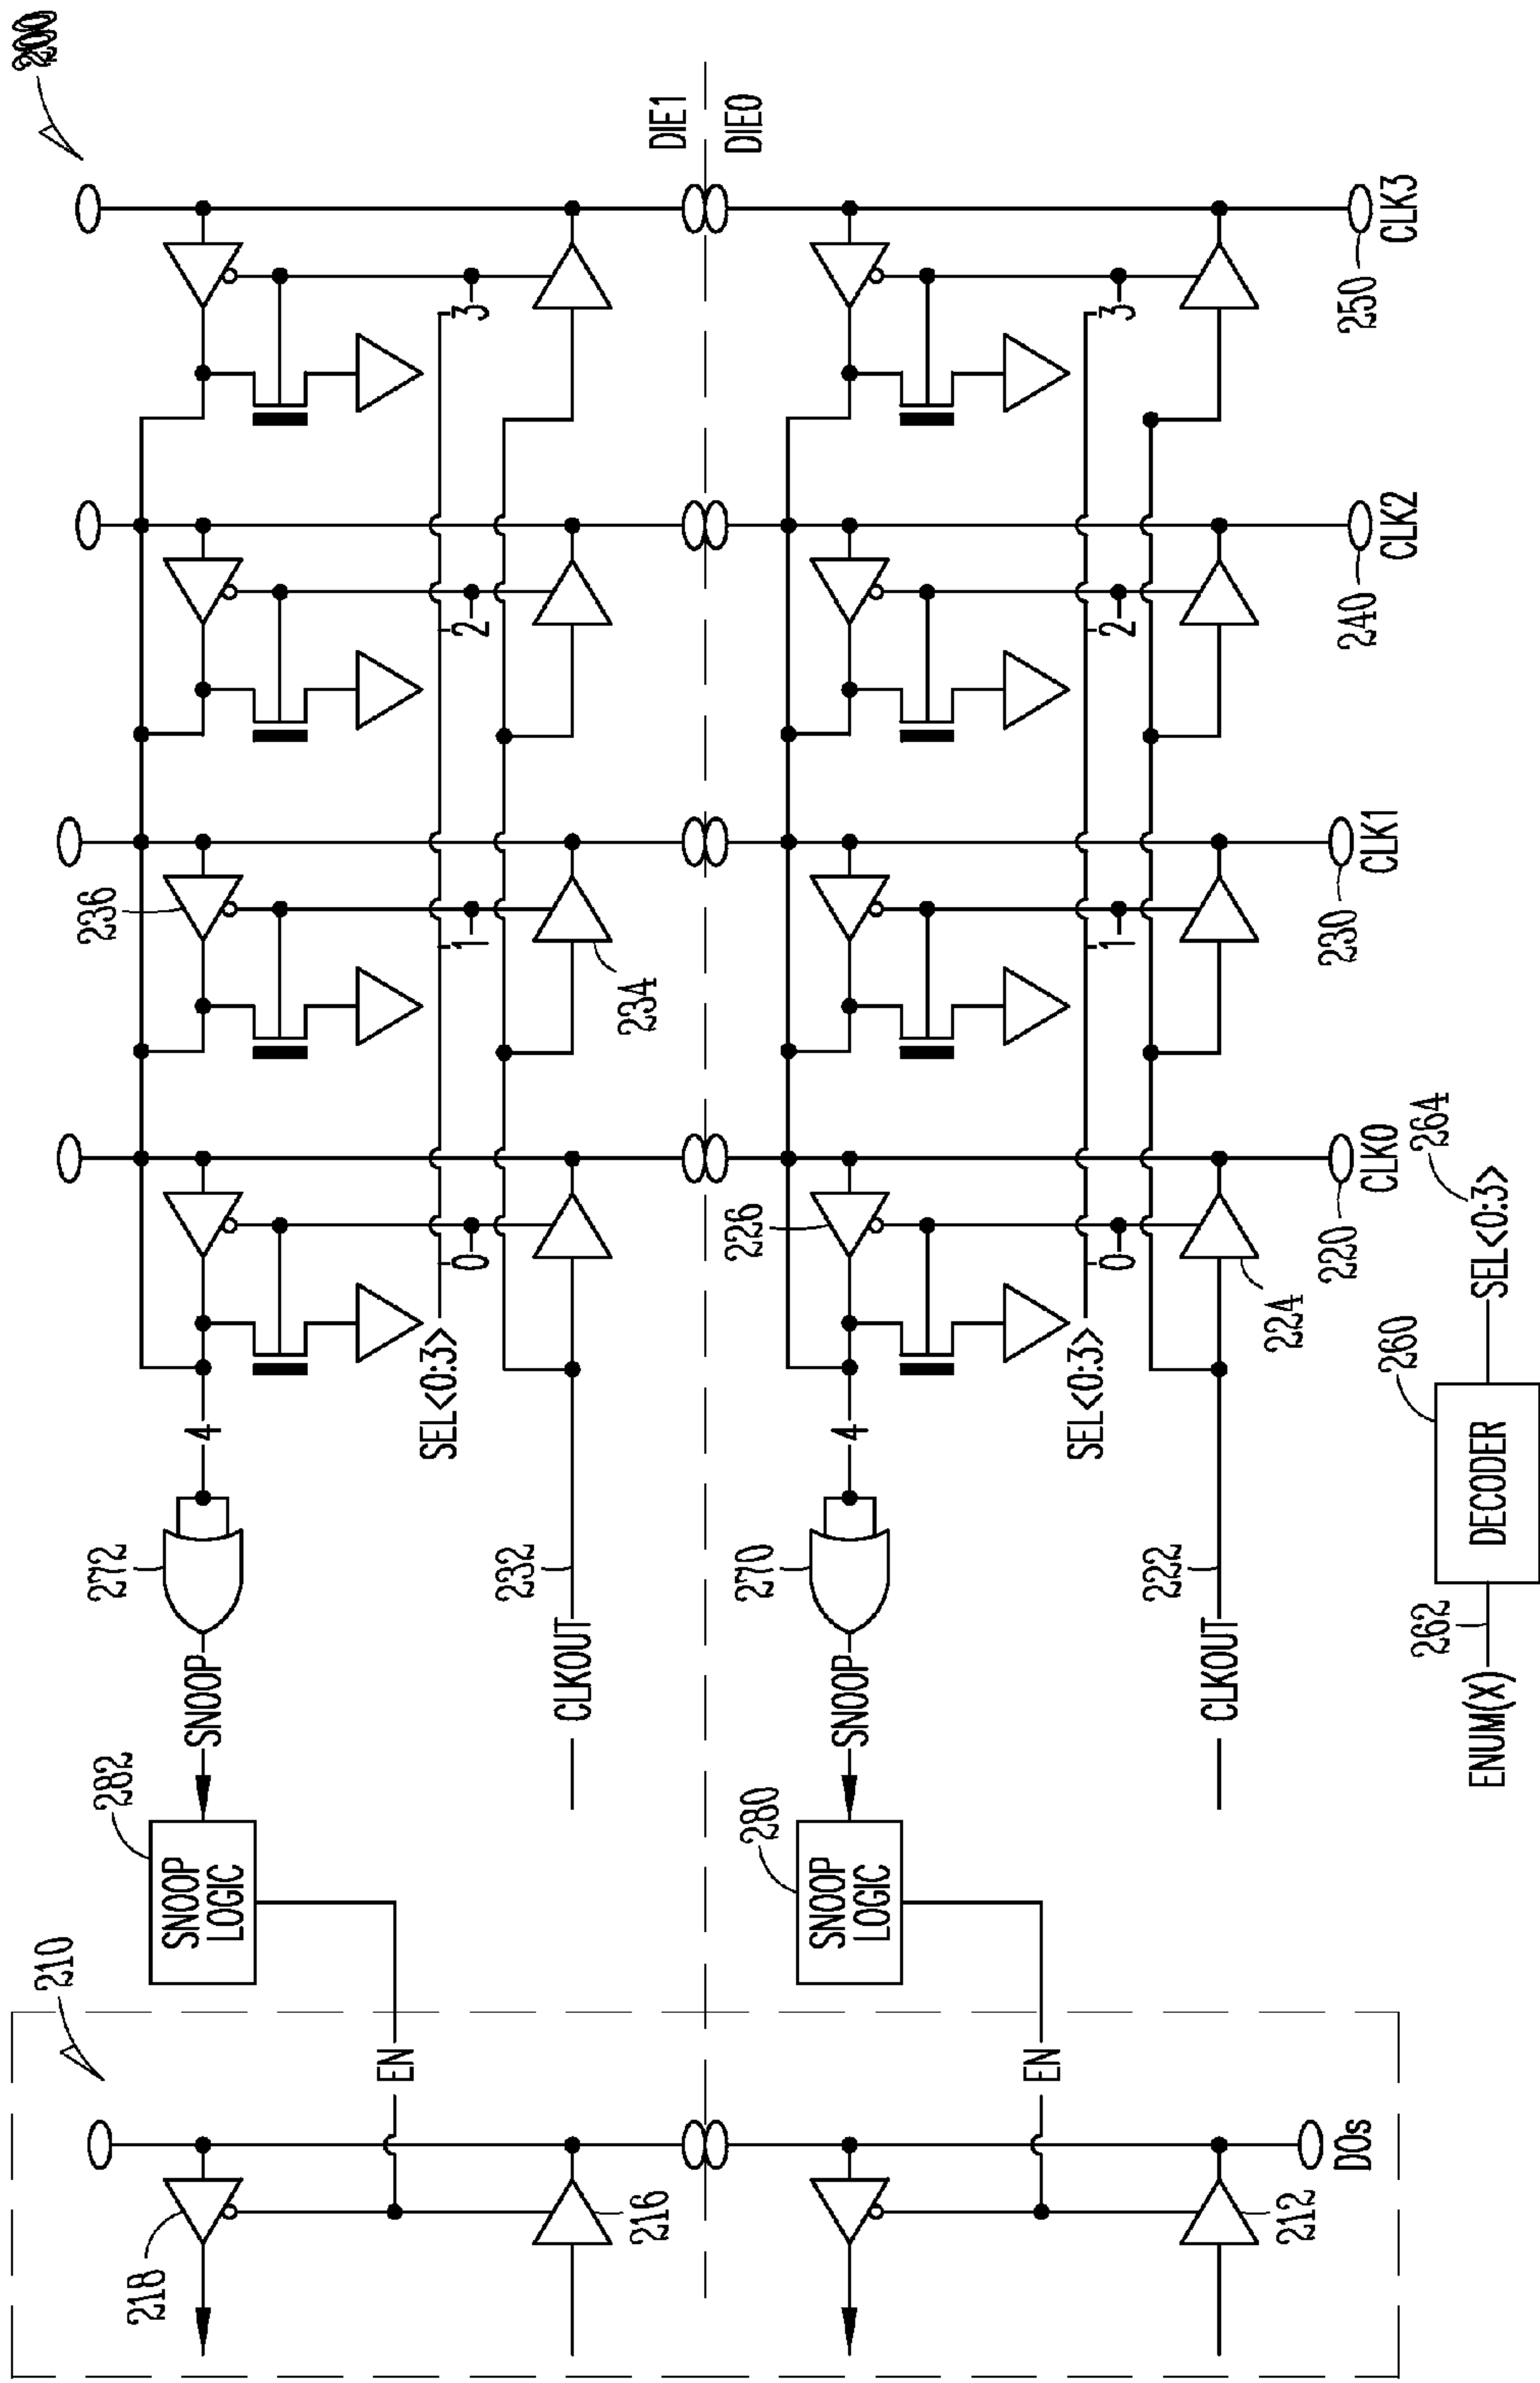 200
210
282
272
236
218
SNOOP
LOGIC
SNOOP
4
EN
SEL<0:3>
0
1
2
3
232
CLKOUT
216
234
DIE1
DIE0
280
270
226
SNOOP
LOGIC
SNOOP
4
EN
SEL<0:3>
0
1
2
3
222
CLKOUT
212
224
220
230
240
250
DOs
CLK0
CLK1
CLK2
CLK3
262
260
264
ENUM(X)
DECODER
SEL<0:3>